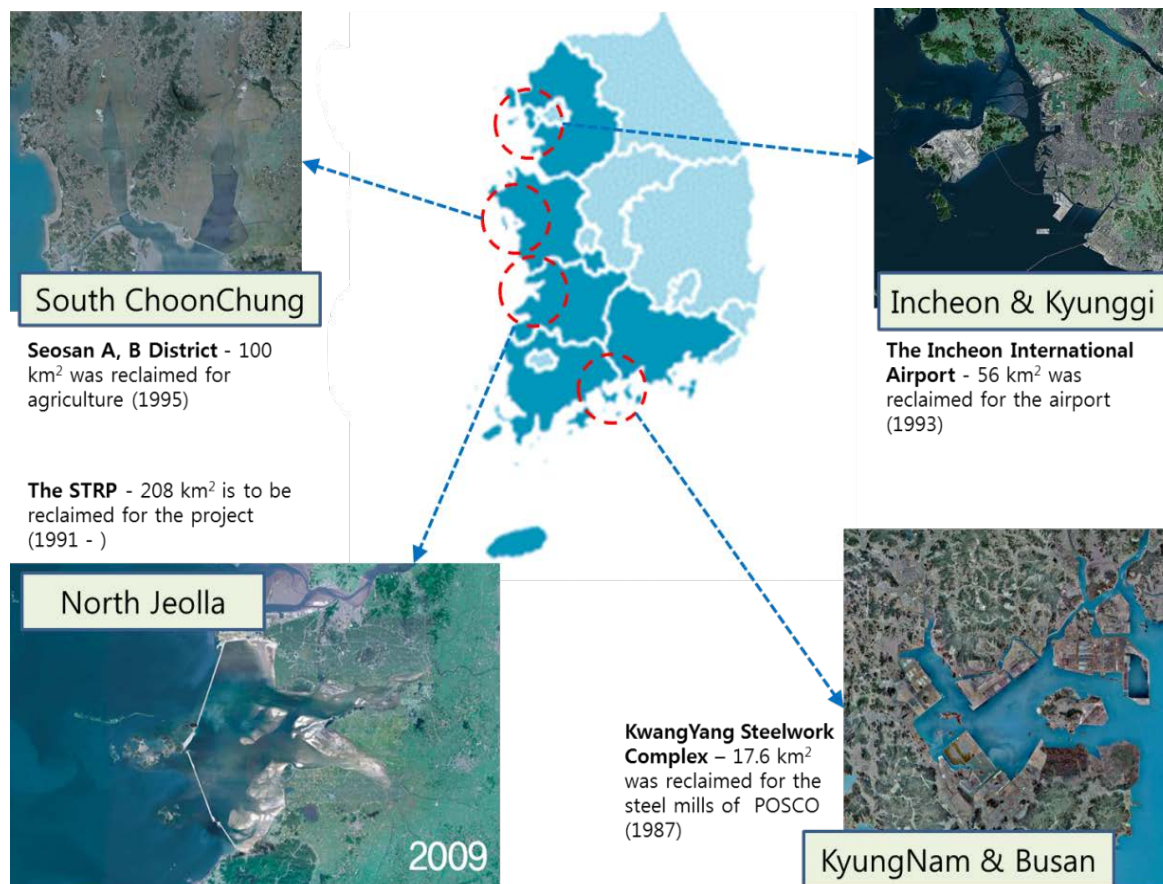 South ChoonChung
Seosan A, B District - 100
km² was reclaimed for
agriculture (1995)
Incheon & Kyunggi
The Incheon International
Airport - 56 km² was
reclaimed for the airport
(1993)
The STRP - 208 km² is to be
reclaimed for the project
(1991 - )
North Jeolla
2009
KwangYang Steelwork
Complex – 17.6 km²
was reclaimed for the
steel mills of POSCO
(1987)
KyungNam & Busan